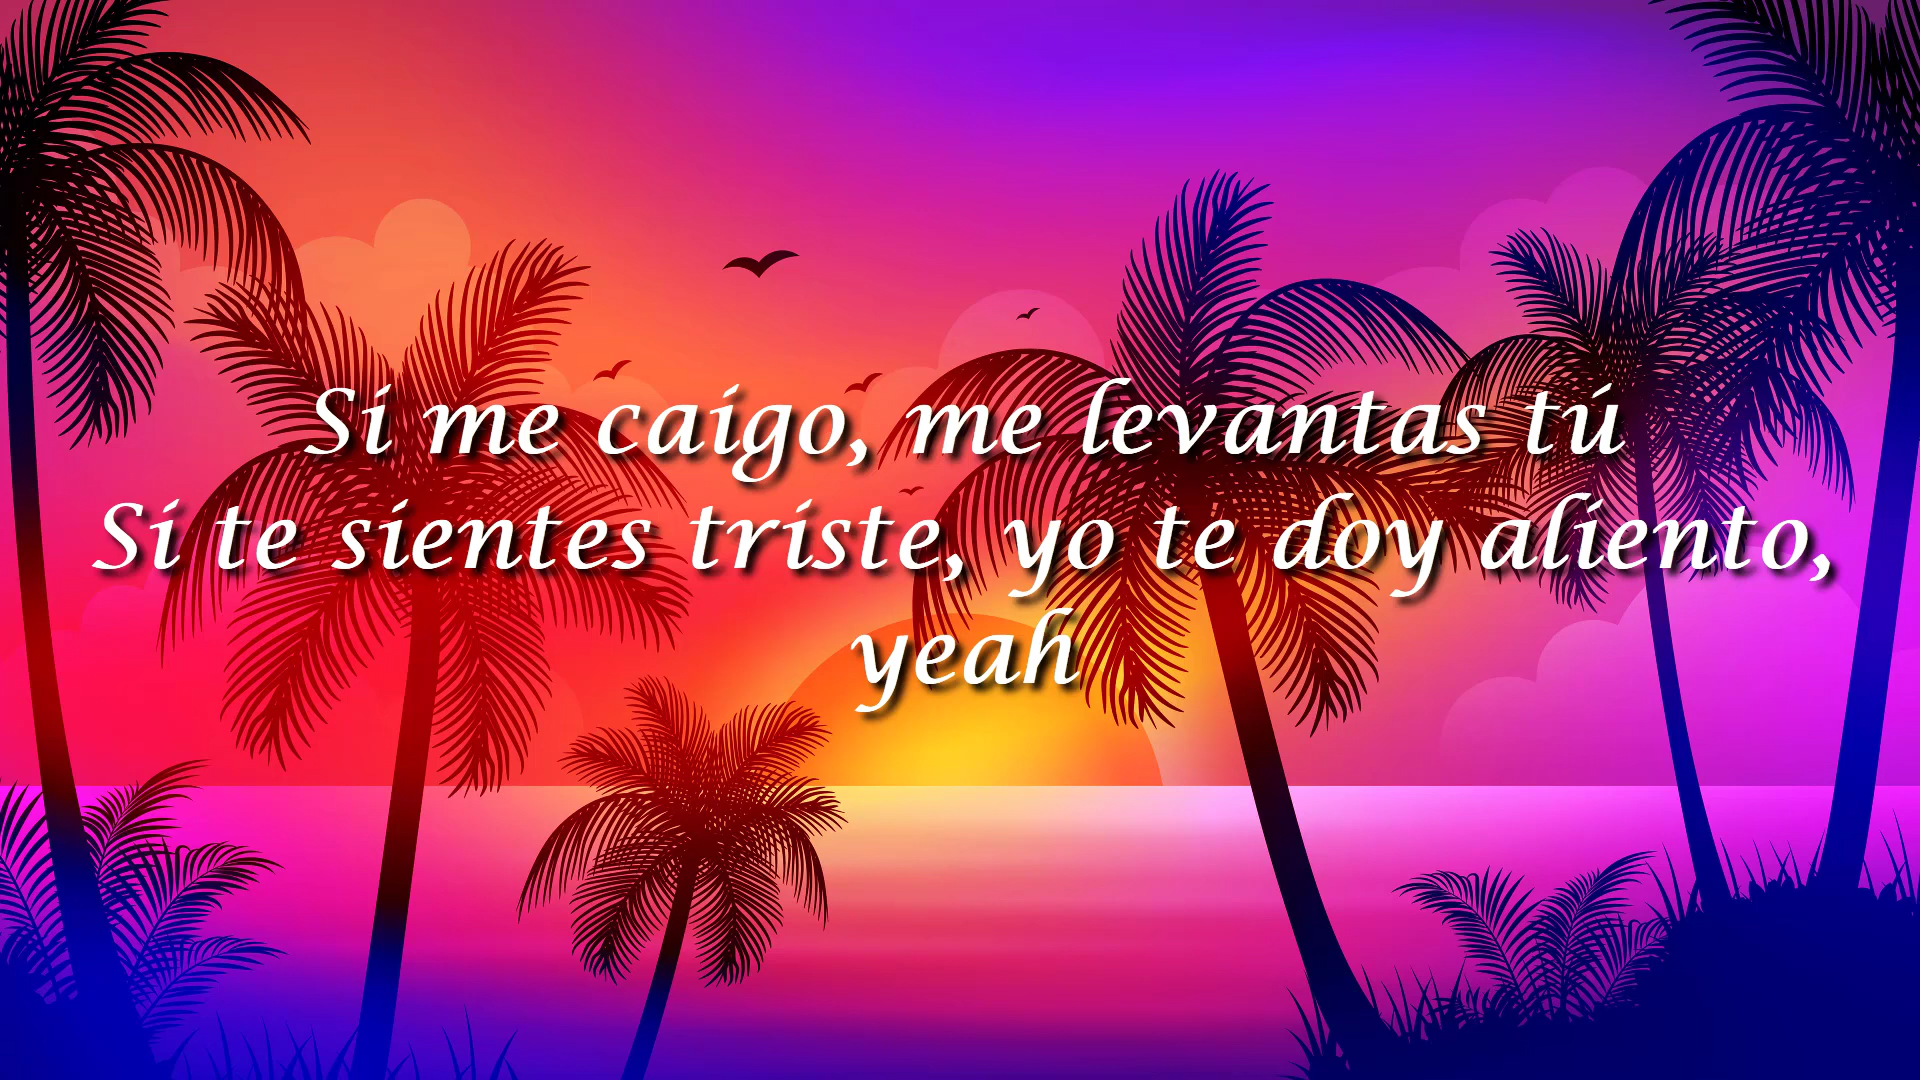 Si me caigo, me levantas tú
Si te sientes triste, yo te doy aliento,
yeah